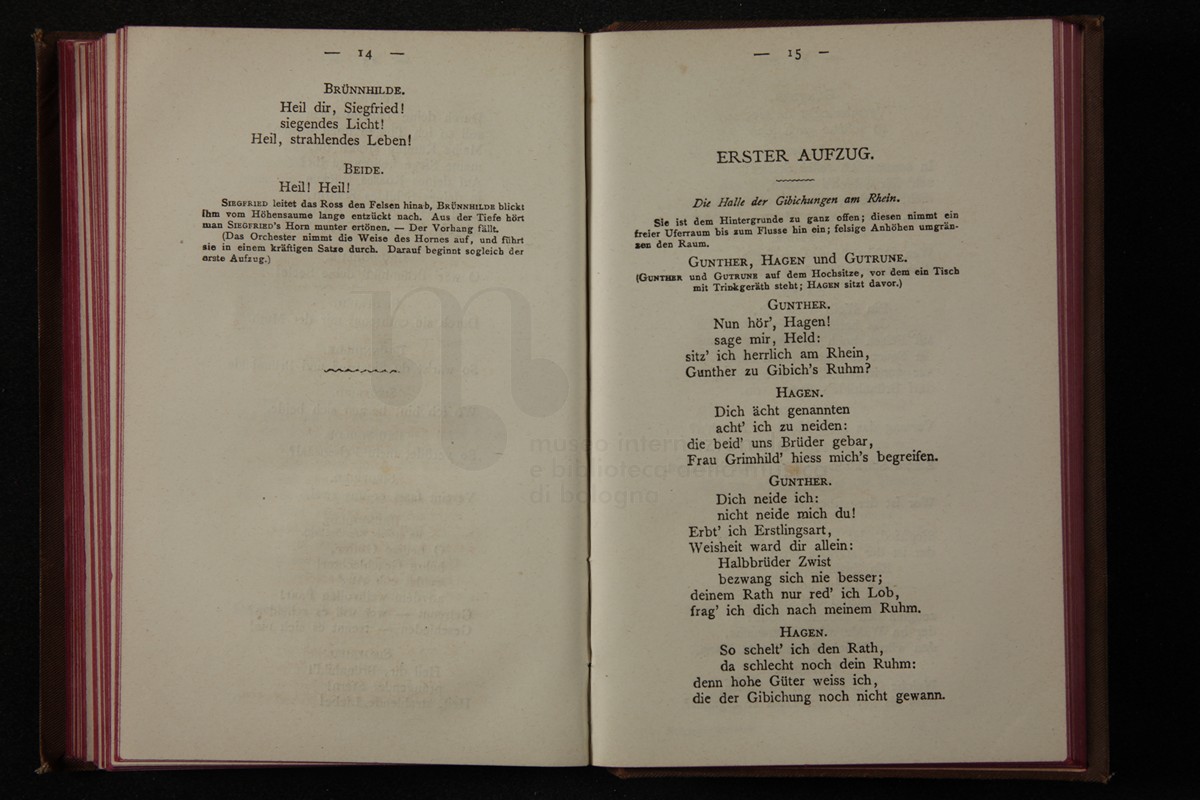 — 14 —
BRÜNNHILDE.
Heil dir, Siegfried!
siegendes Licht!
Heil, strahlendes Leben!
BEIDE.
Heil! Heil!
SIEGFRIED leitet das Ross den Felsen hinab, BRÜNNHILDE blickt
ihm vom Höhensaume lange entzückt nach. Aus der Tiefe hört
man SIEGFRIED'S Horn munter ertönen. — Der Vorhang fällt.
(Das Orchester nimmt die Weise des Hornes auf, und führt
sie in einem kräftigen Satze durch. Darauf beginnt sogleich der
erste Aufzug.)
— 15 —
ERSTER AUFZUG.
Die Halle der Gibichungen am Rhein.
Sie ist dem Hintergrunde zu ganz offen; diesen nimmt ein
freier Uferraum bis zum Flusse hin ein; felsige Anhöhen umgrän-
zen den Raum.
GUNTHER, HAGEN und GUTRUNE.
(GUNTHER und GUTRUNE auf dem Hochsitze, vor dem ein Tisch
mit Trinkgeräth steht; HAGEN sitzt davor.)
GUNTHER.
Nun hör', Hagen!
sage mir, Held:
sitz' ich herrlich am Rhein,
Gunther zu Gibich's Ruhm?
HAGEN.
Dich ächt genannten
acht' ich zu neiden:
die beid' uns Brüder gebar,
Frau Grimhild' hiess mich's begreifen.
GUNTHER.
Dich neide ich:
nicht neide mich du!
Erbt' ich Erstlingsart,
Weisheit ward dir allein:
Halbbrüder Zwist
bezwang sich nie besser;
deinem Rath nur red' ich Lob,
frag' ich dich nach meinem Ruhm.
HAGEN.
So schelt' ich den Rath,
da schlecht noch dein Ruhm:
denn hohe Güter weiss ich,
die der Gibichung noch nicht gewann.
museo intern
e biblioteca della musica
di bologna